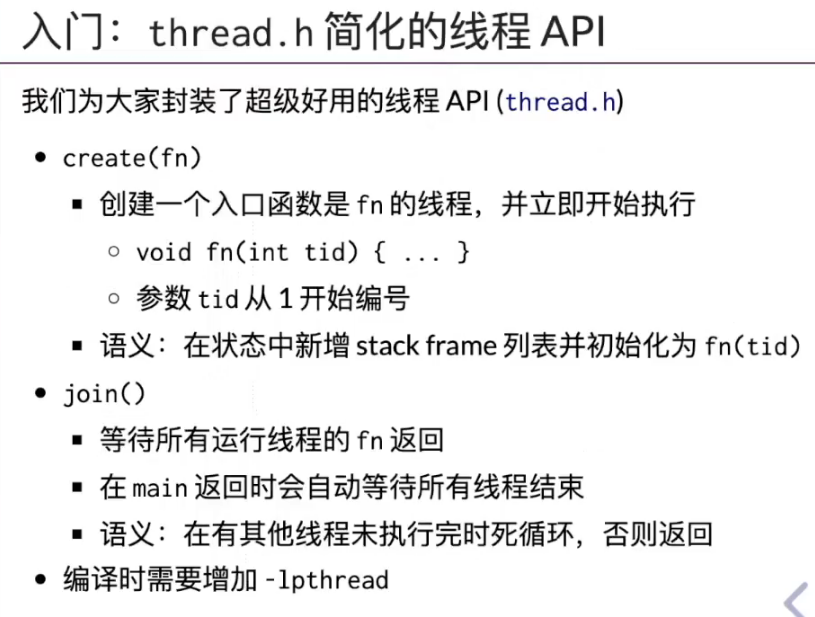 入门：thread.h 简化的线程 API
我们为大家封装了超级好用的线程 API (thread.h)
create(fn)
创建一个入口函数是 fn 的线程，并立即开始执行
void fn(int tid) { ... }
参数 tid 从 1 开始编号
语义：在状态中新增 stack frame 列表并初始化为 fn(tid)
join()
等待所有运行线程的 fn 返回
在 main 返回时会自动等待所有线程结束
语义：在有其他线程未执行完时死循环，否则返回
编译时需要增加 -lpthread